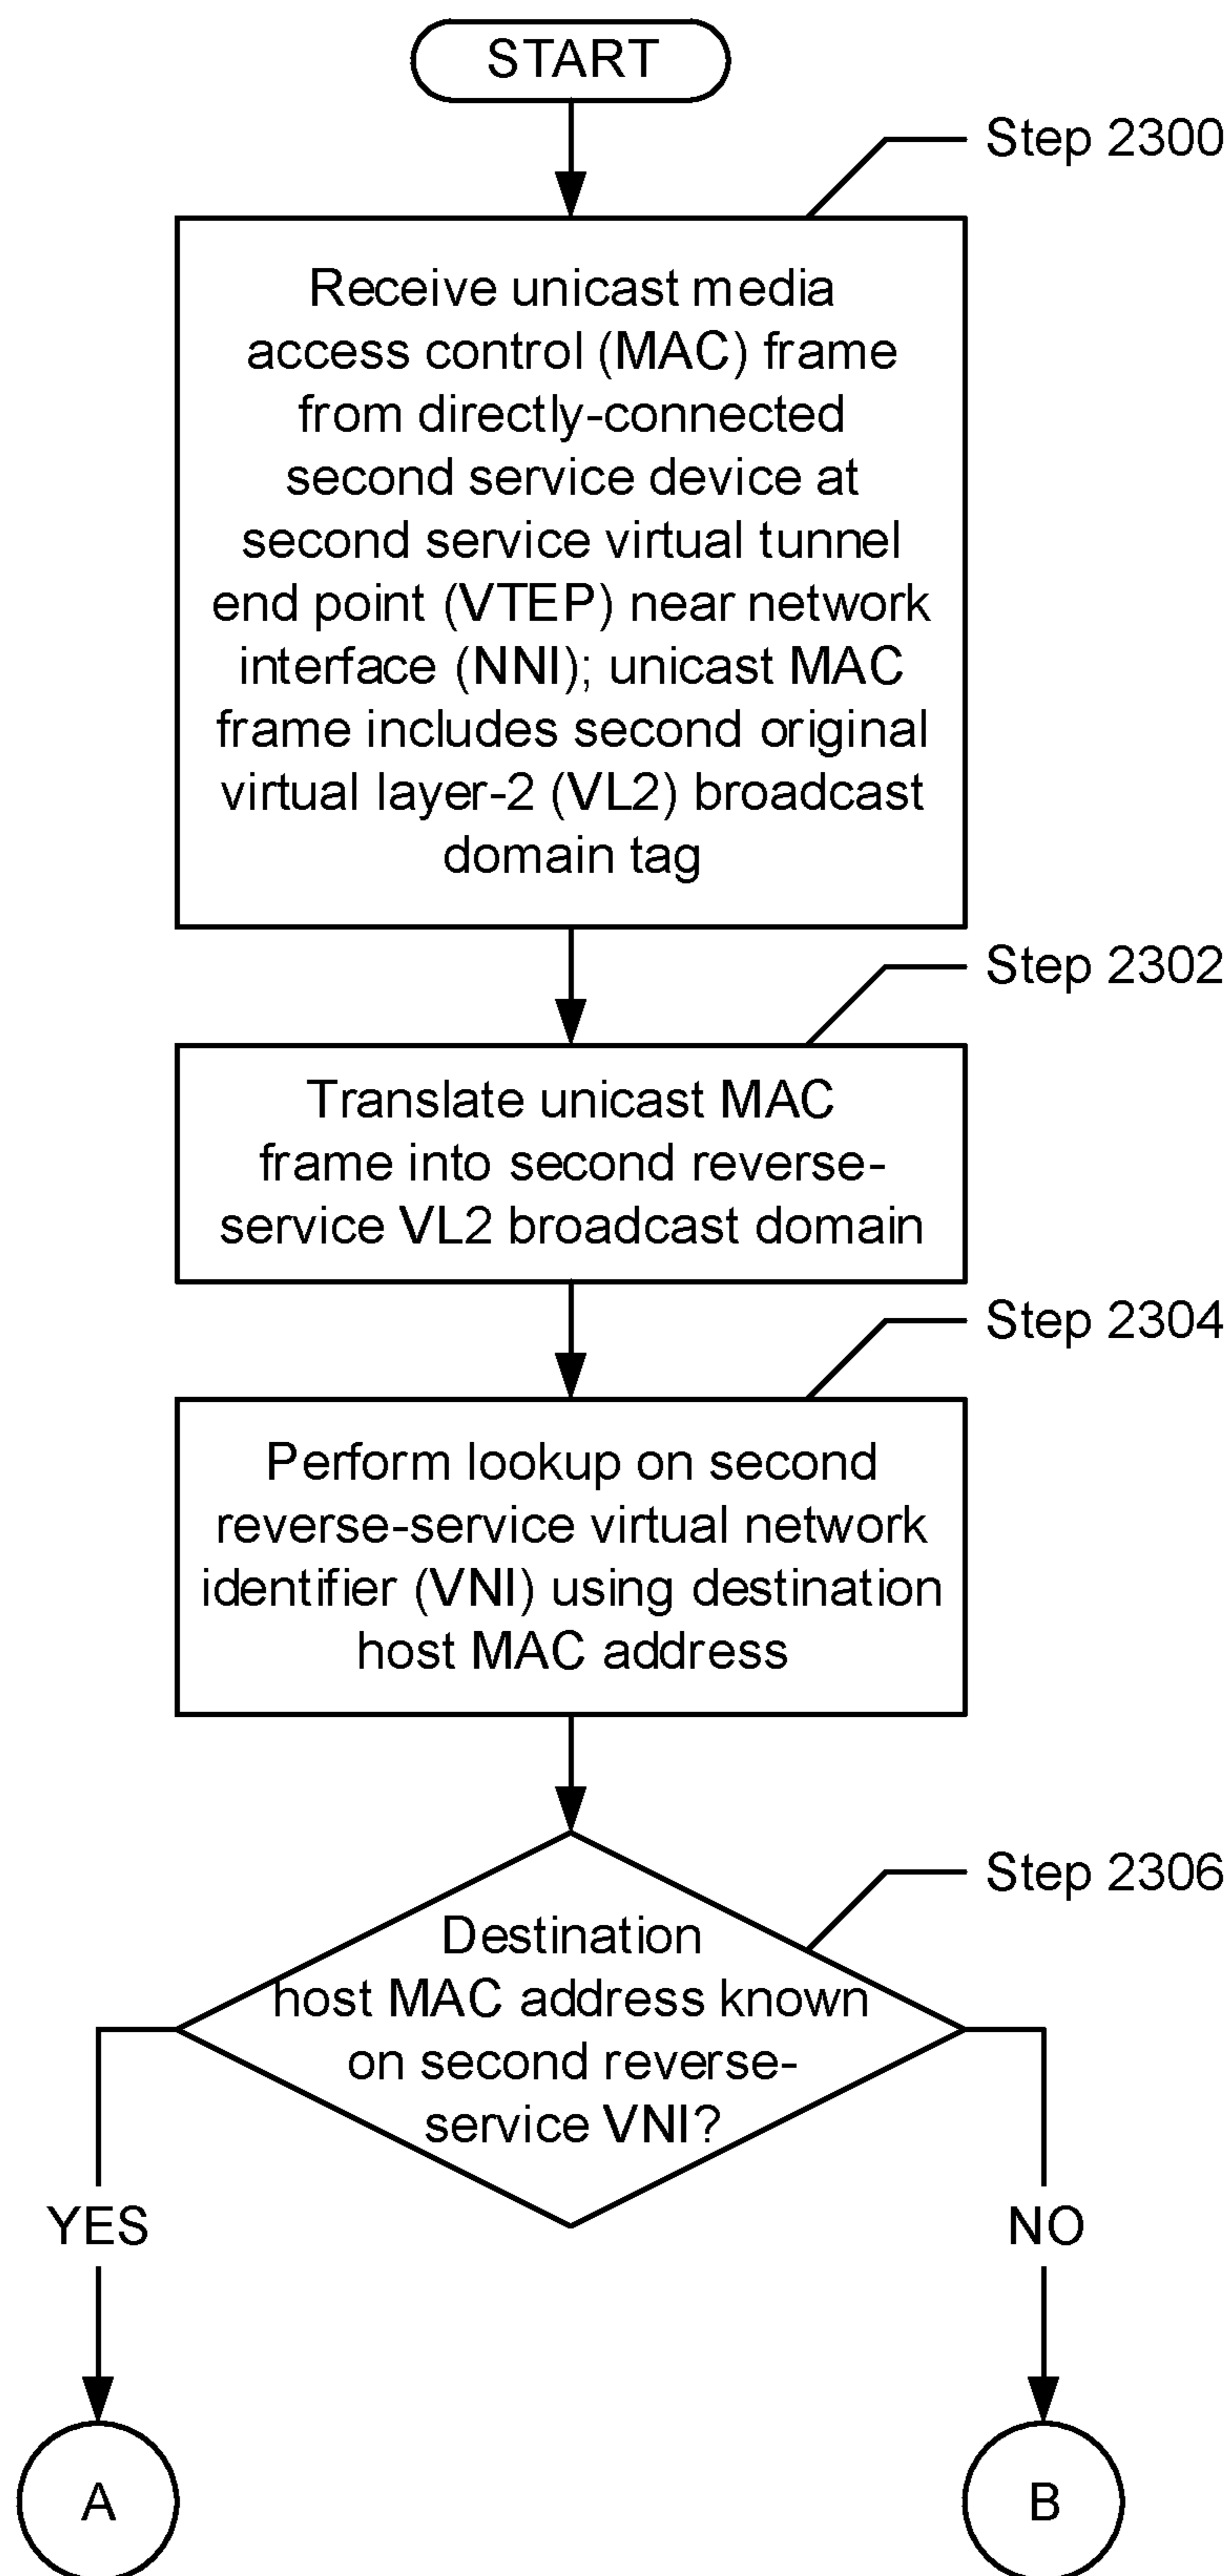 START
Step 2300
Receive unicast media
access control (MAC) frame
from directly-connected
second service device at
second service virtual tunnel
end point (VTEP) near network
interface (NNI); unicast MAC
frame includes second original
virtual layer-2 (VL2) broadcast
domain tag
Step 2302
Translate unicast MAC
frame into second reverse-
service VL2 broadcast domain
Step 2304
Perform lookup on second
reverse-service virtual network
identifier (VNI) using destination
host MAC address
Step 2306
Destination
host MAC address known
on second reverse-
service VNI?
YES
NO
A
B